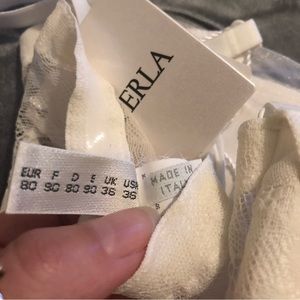 ERLA
EUR F D S UK USA
80 90 80 90 36 36
MADE IN
ITALY